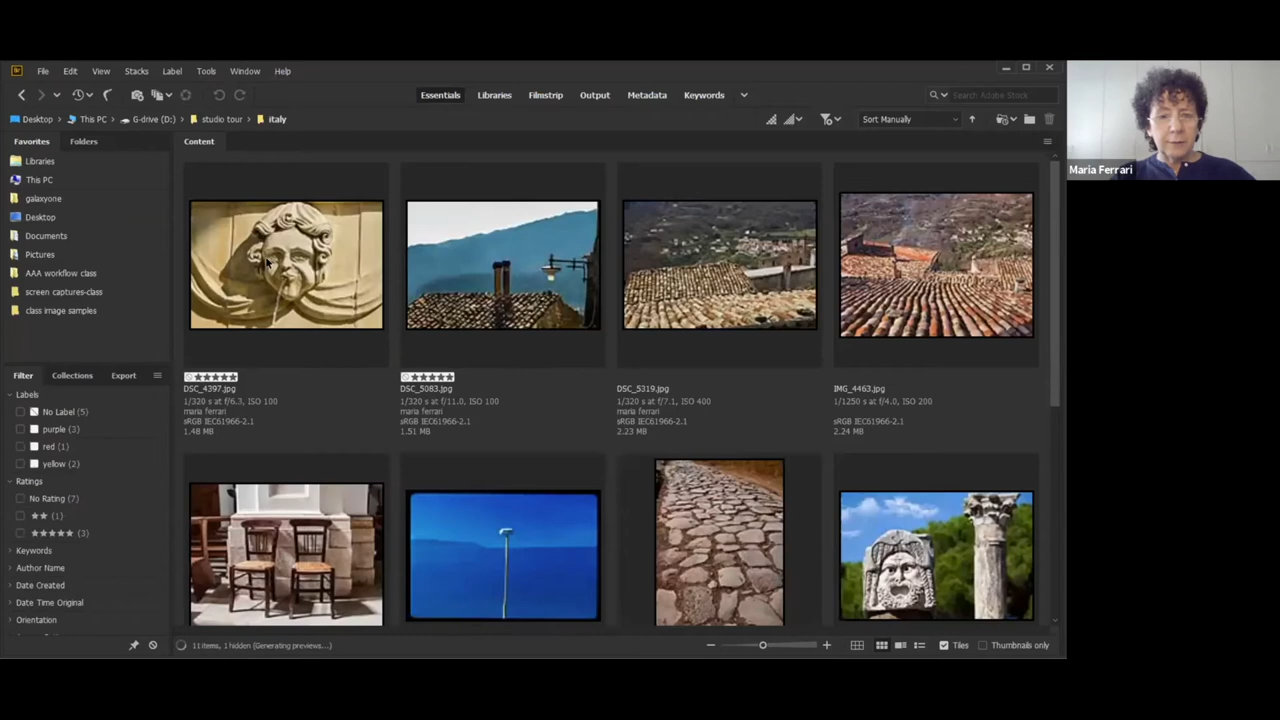 Br File Edit View Stacks Label Tools Window Help
Essentials Libraries Filmstrip Output Metadata Keywords Search Adobe Stock
Desktop This PC G-drive (D:) studio tour italy Sort Manually
Favorites Folders Content
Libraries
This PC
galaxyone
Desktop
Documents
Pictures
AAA workflow class
screen captures-class
class image samples
Maria Ferrari
DSC_4397.jpg
1/320 s at f/6.3, ISO 100
maria ferrari
sRGB IEC61966-2.1
1.48 MB
DSC_5083.jpg
1/320 s at f/11.0, ISO 100
maria ferrari
sRGB IEC61966-2.1
1.51 MB
DSC_5319.jpg
1/320 s at f/7.1, ISO 400
maria ferrari
sRGB IEC61966-2.1
2.23 MB
IMG_4463.jpg
1/1250 s at f/4.0, ISO 200
sRGB IEC61966-2.1
2.24 MB
Filter Collections Export
Labels
No Label (5)
purple (3)
red (1)
yellow (2)
Ratings
No Rating (7)
★★ (1)
★★★★★ (3)
Keywords
Author Name
Date Created
Date Time Original
Orientation
11 items, 1 hidden (Generating previews...)
Tiles Thumbnails only